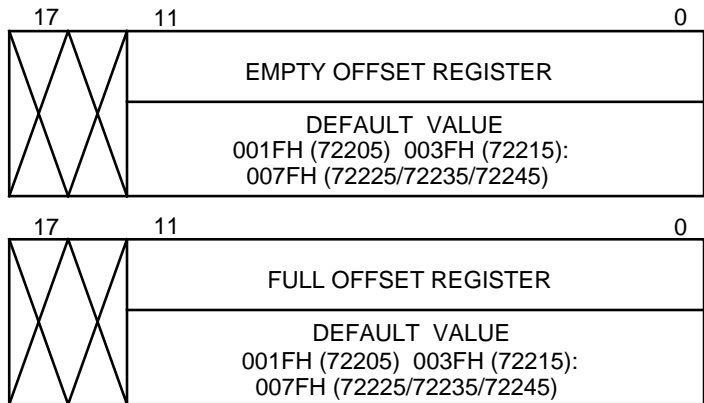 17 11 0
EMPTY OFFSET REGISTER
DEFAULT VALUE
001FH (72205) 003FH (72215):
007FH (72225/72235/72245)
17 11 0
FULL OFFSET REGISTER
DEFAULT VALUE
001FH (72205) 003FH (72215):
007FH (72225/72235/72245)